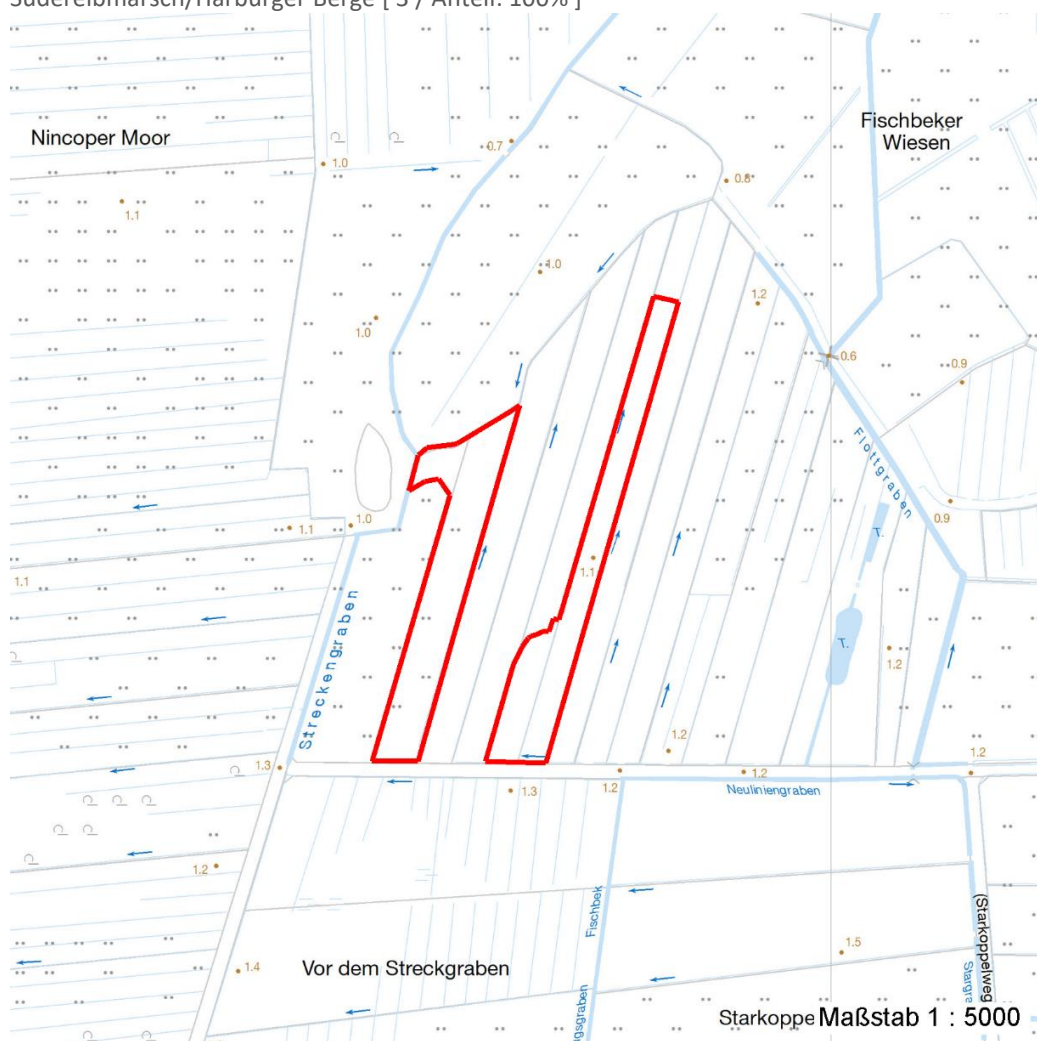 Süderelbmarsch/Harburger Berge [ 3 / Anteil: 100% ]
Nincoper Moor
Fischbeker
Wiesen
0.7
1.0
0.8
1.1
1.0
1.2
1.0
0.6
0.9
Flottgraben
1.0
1.1
0.9
T.
1.1
1.1
Streckengraben
T.
1.2
1.2
1.2
1.3
1.2
1.2
Neuliniengraben
1.3
1.2
Fischbek
(Starkoppelweg
1.5
Vor dem Streckgraben
1.4
Stargra
ngsgraben
Starkoppe
Maßstab 1 : 5000